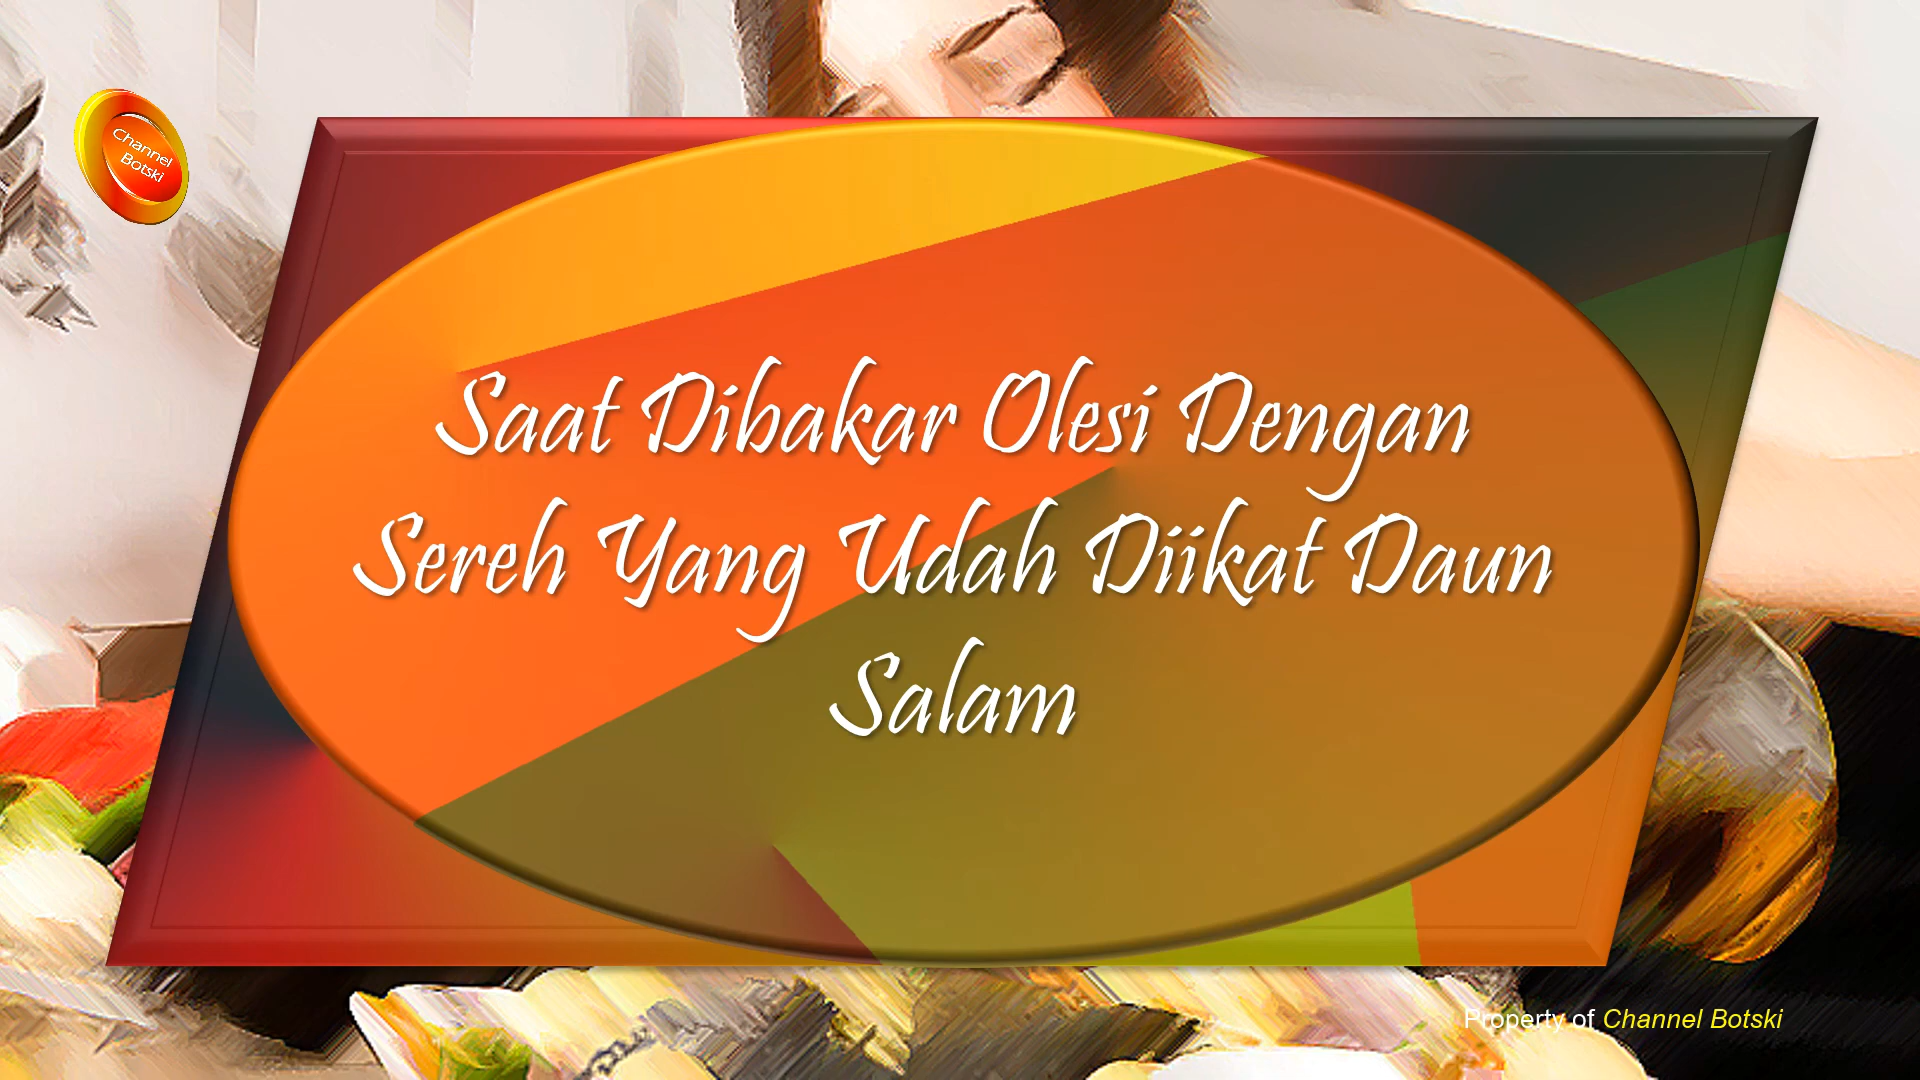 Channel
Botski
Saat Dibakar Olesi Dengan
Sereh Yang Udah Diikat Daun
Salam
Property of Channel Botski